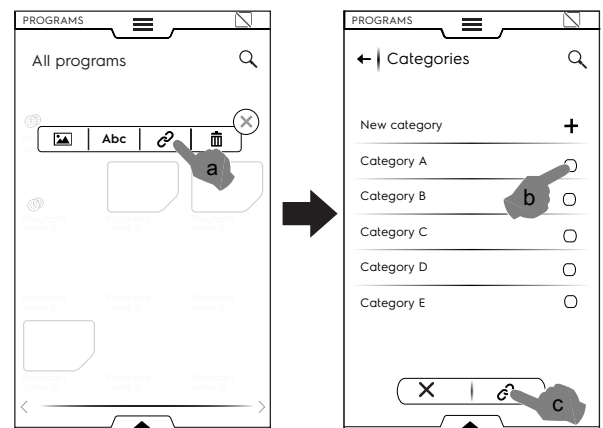 PROGRAMS
All programs
Abc
a
PROGRAMS
Categories
New category
Category A
b
Category B
Category C
Category D
Category E
c